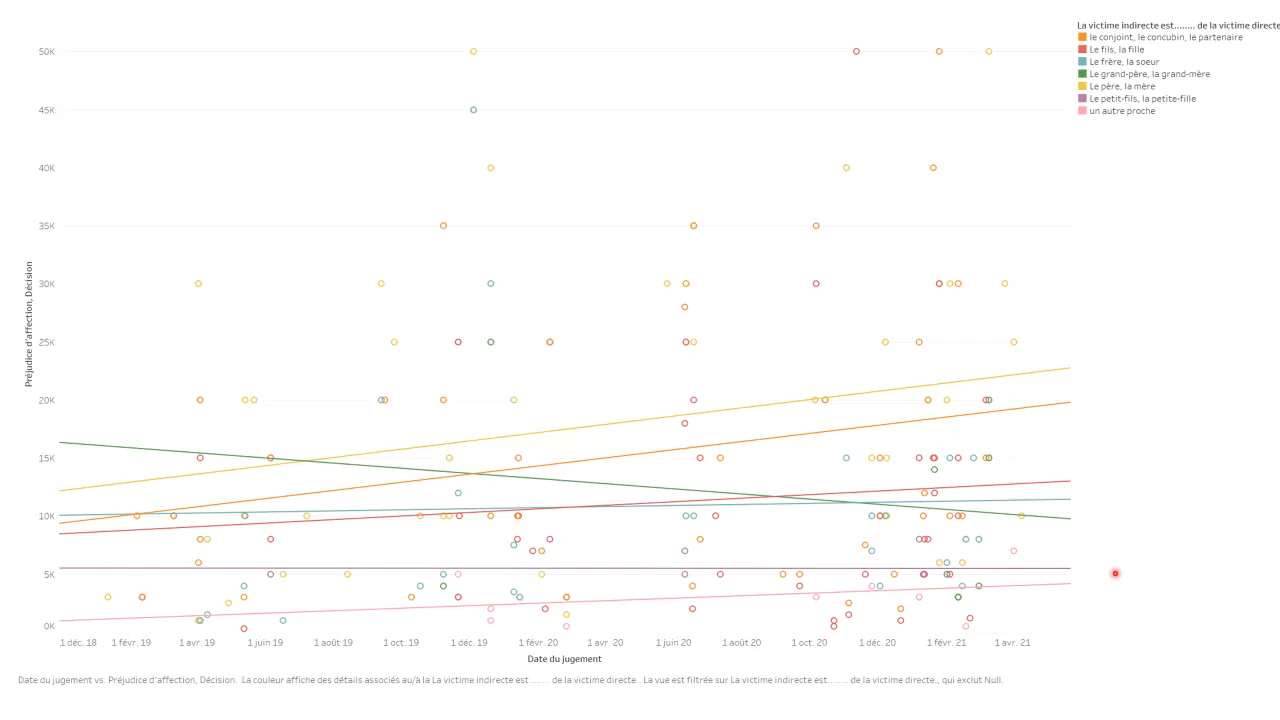 La victime indirecte est........ de la victime directe
le conjoint, le concubin, le partenaire
Le fils, la fille
Le frère, la soeur
Le grand-père, la grand-mère
Le père, la mère
Le petit-fils, la petite-fille
un autre proche
Préjudice d'affection, Décision
50K
45K
40K
35K
30K
25K
20K
15K
10K
5K
0K
1 déc. 18 1 févr. 19 1 avr. 19 1 juin 19 1 août 19 1 oct. 19 1 déc. 19 1 févr. 20 1 avr. 20 1 juin 20 1 août 20 1 oct. 20 1 déc. 20 1 févr. 21 1 avr. 21
Date du jugement
Date du jugement vs. Préjudice d'affection, Décision. La couleur affiche des détails associés au/à la La victime indirecte est........ de la victime directe.. La vue est filtrée sur La victime indirecte est........ de la victime directe., qui exclut Null.